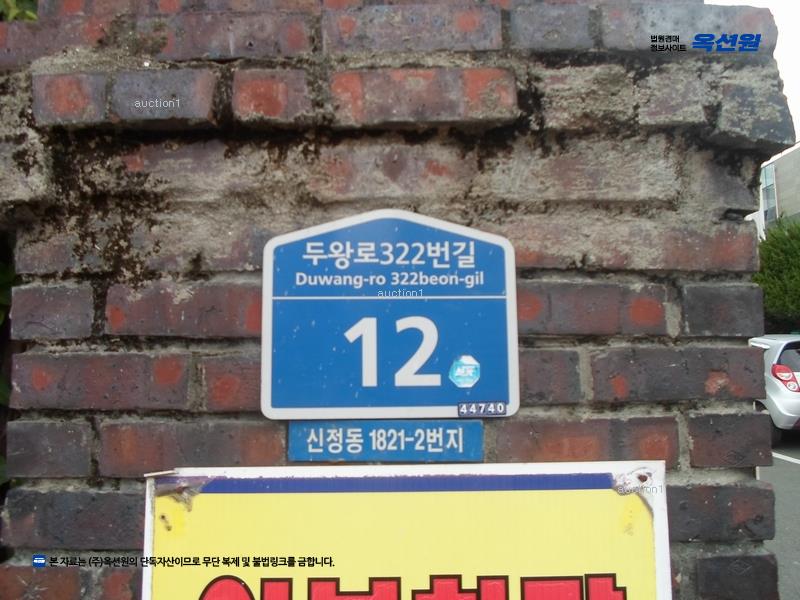 법원경매
정보사이트 옥션원
auction1
두왕로322번길
Duwang-ro 322beon-gil
auction1
12
44740
신정동 1821-2번지
auction1
본 자료는 (주)옥션원의 단독자산이므로 무단 복제 및 불법링크를 금합니다.